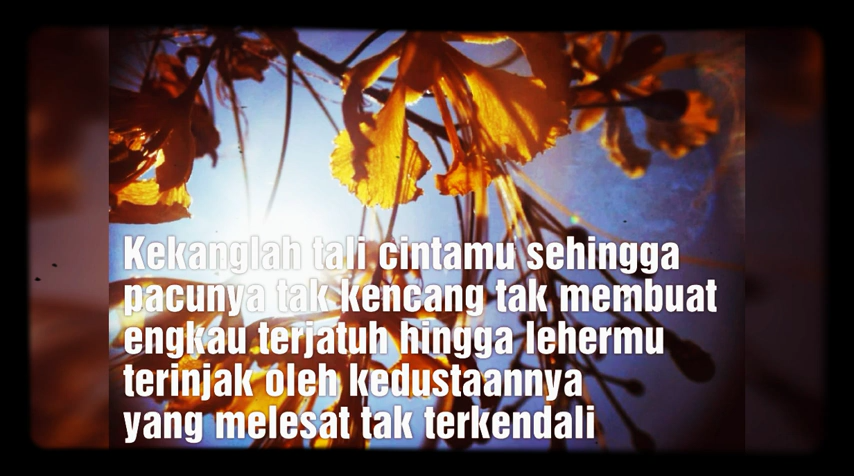 Kekanglah tali cintamu sehingga
pacunya tak kencang tak membuat
engkau terjatuh hingga lehermu
terinjak oleh kedustaannya
yang melesat tak terkendali